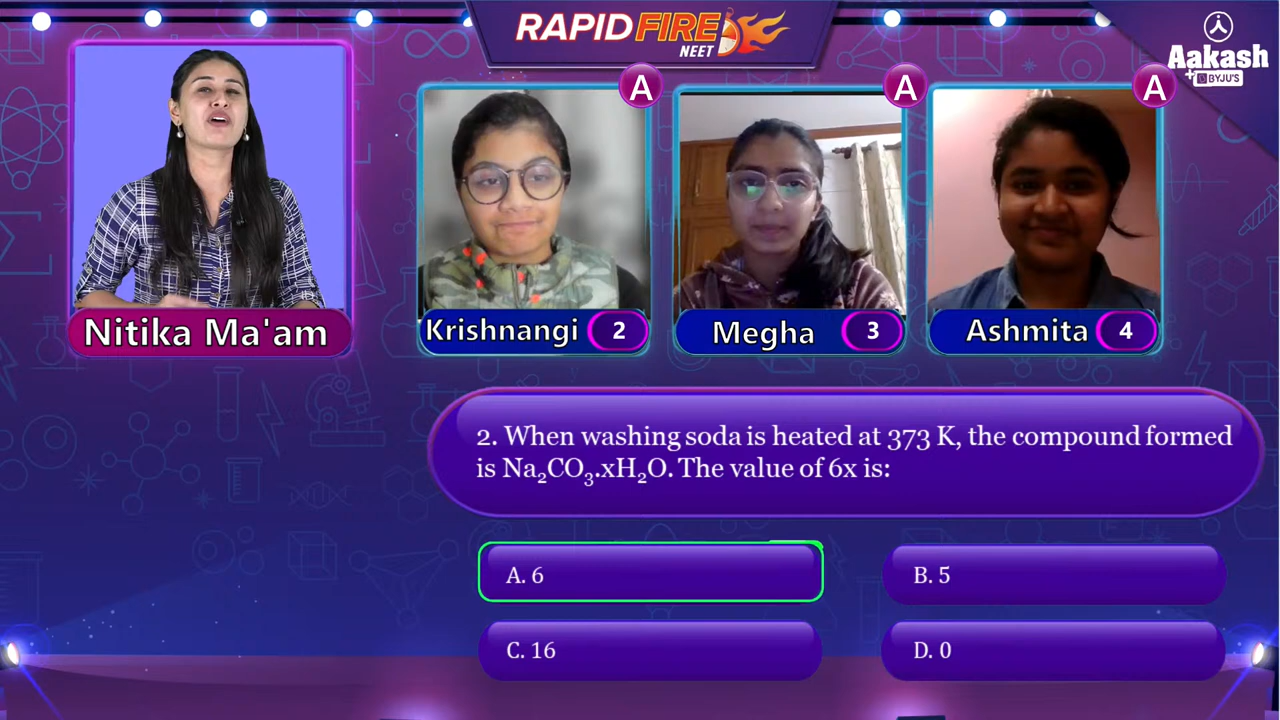 RAPID FIRE
NEET
Aakash
+ BYJU'S
A
A
A
Nitika Ma'am
Krishnangi 2
Megha 3
Ashmita 4
2. When washing soda is heated at 373 K, the compound formed
is Na₂CO₃.xH₂O. The value of 6x is:
A. 6
B. 5
C. 16
D. 0